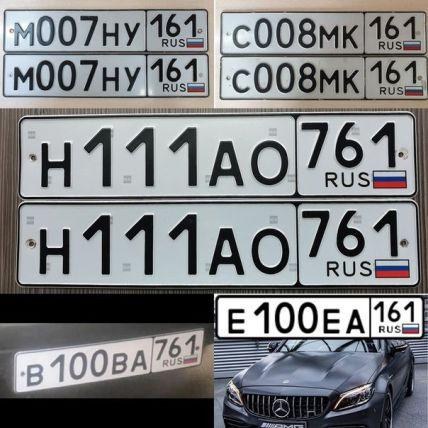 М007НУ 161 RUS
М007НУ 161 RUS
С008МК 161 RUS
С008МК 161 RUS
Н111АО 761 RUS
Н111АО 761 RUS
В100ВА 761 RUS
Е100ЕА 161 RUS
AMG